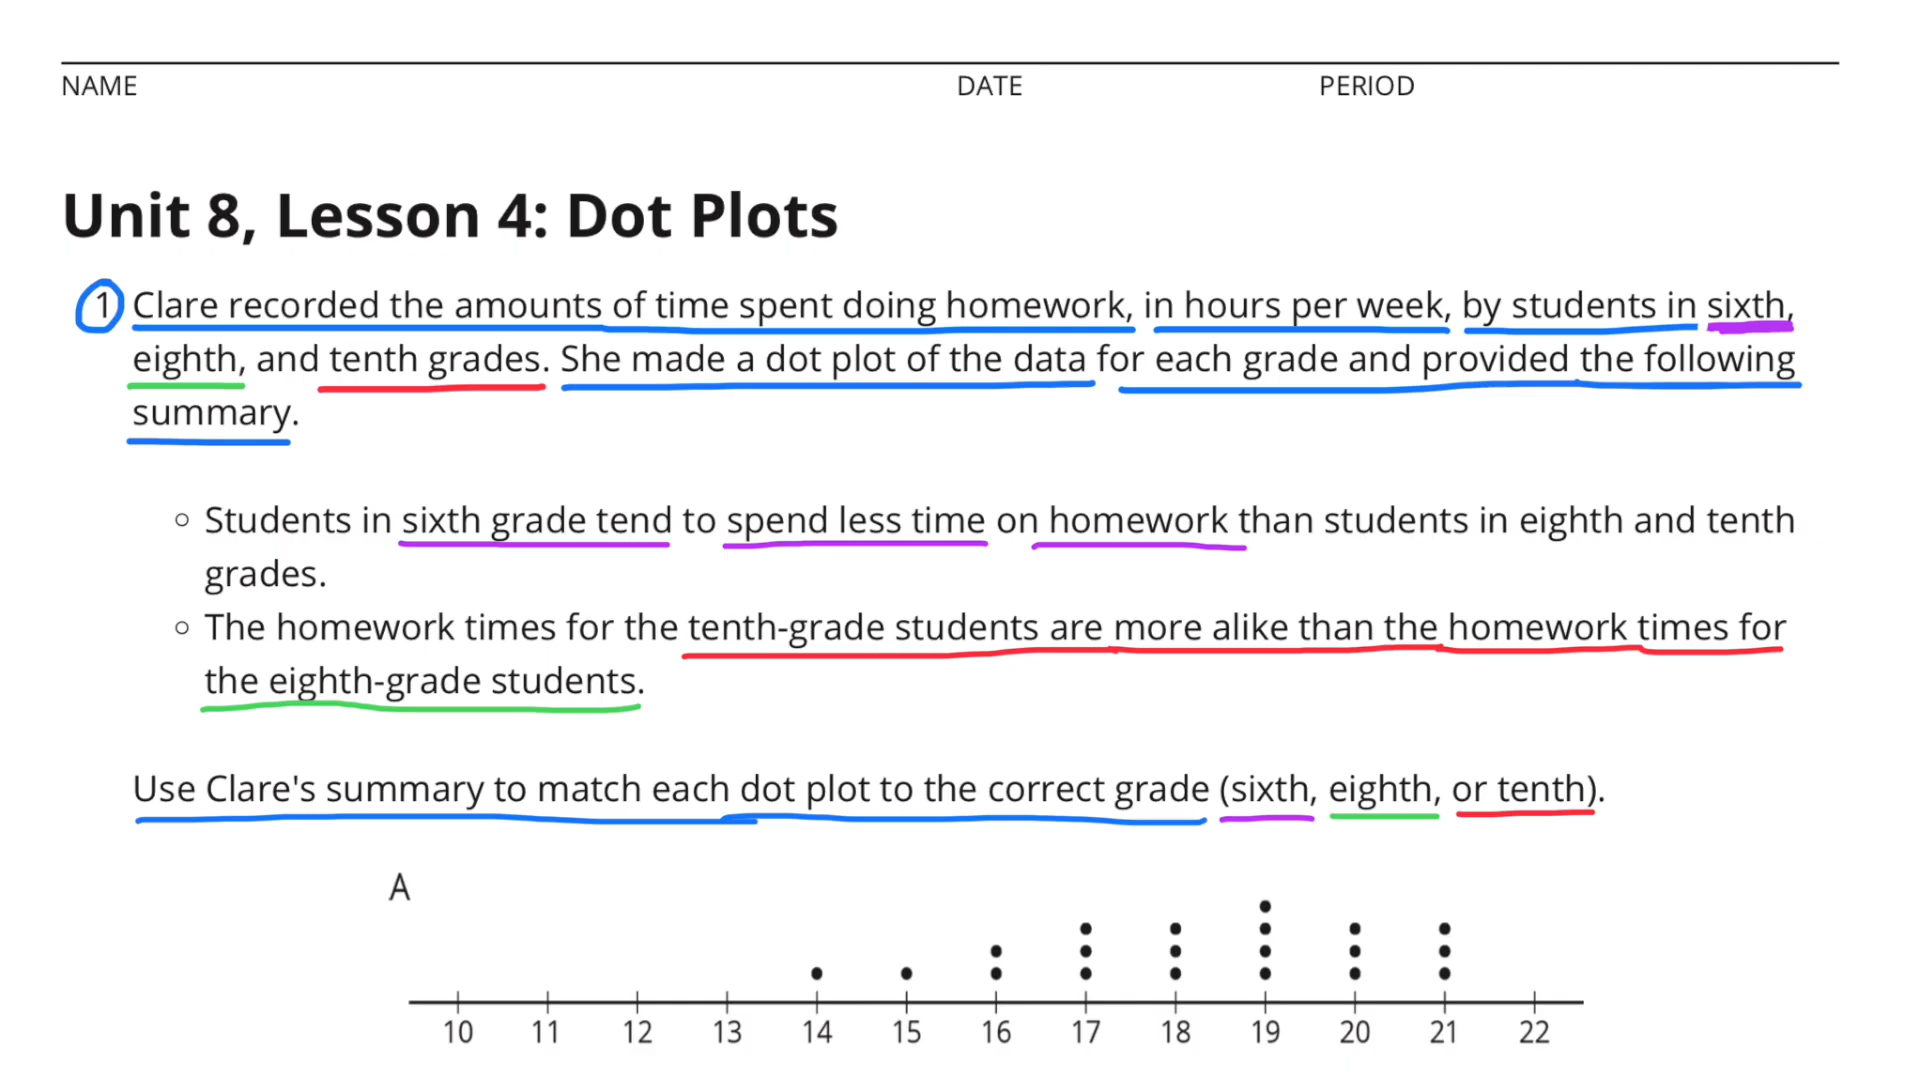 NAME DATE PERIOD
Unit 8, Lesson 4: Dot Plots
1 Clare recorded the amounts of time spent doing homework, in hours per week, by students in sixth,
eighth, and tenth grades. She made a dot plot of the data for each grade and provided the following
summary.
Students in sixth grade tend to spend less time on homework than students in eighth and tenth
grades.
The homework times for the tenth-grade students are more alike than the homework times for
the eighth-grade students.
Use Clare's summary to match each dot plot to the correct grade (sixth, eighth, or tenth).
A
10 11 12 13 14 15 16 17 18 19 20 21 22